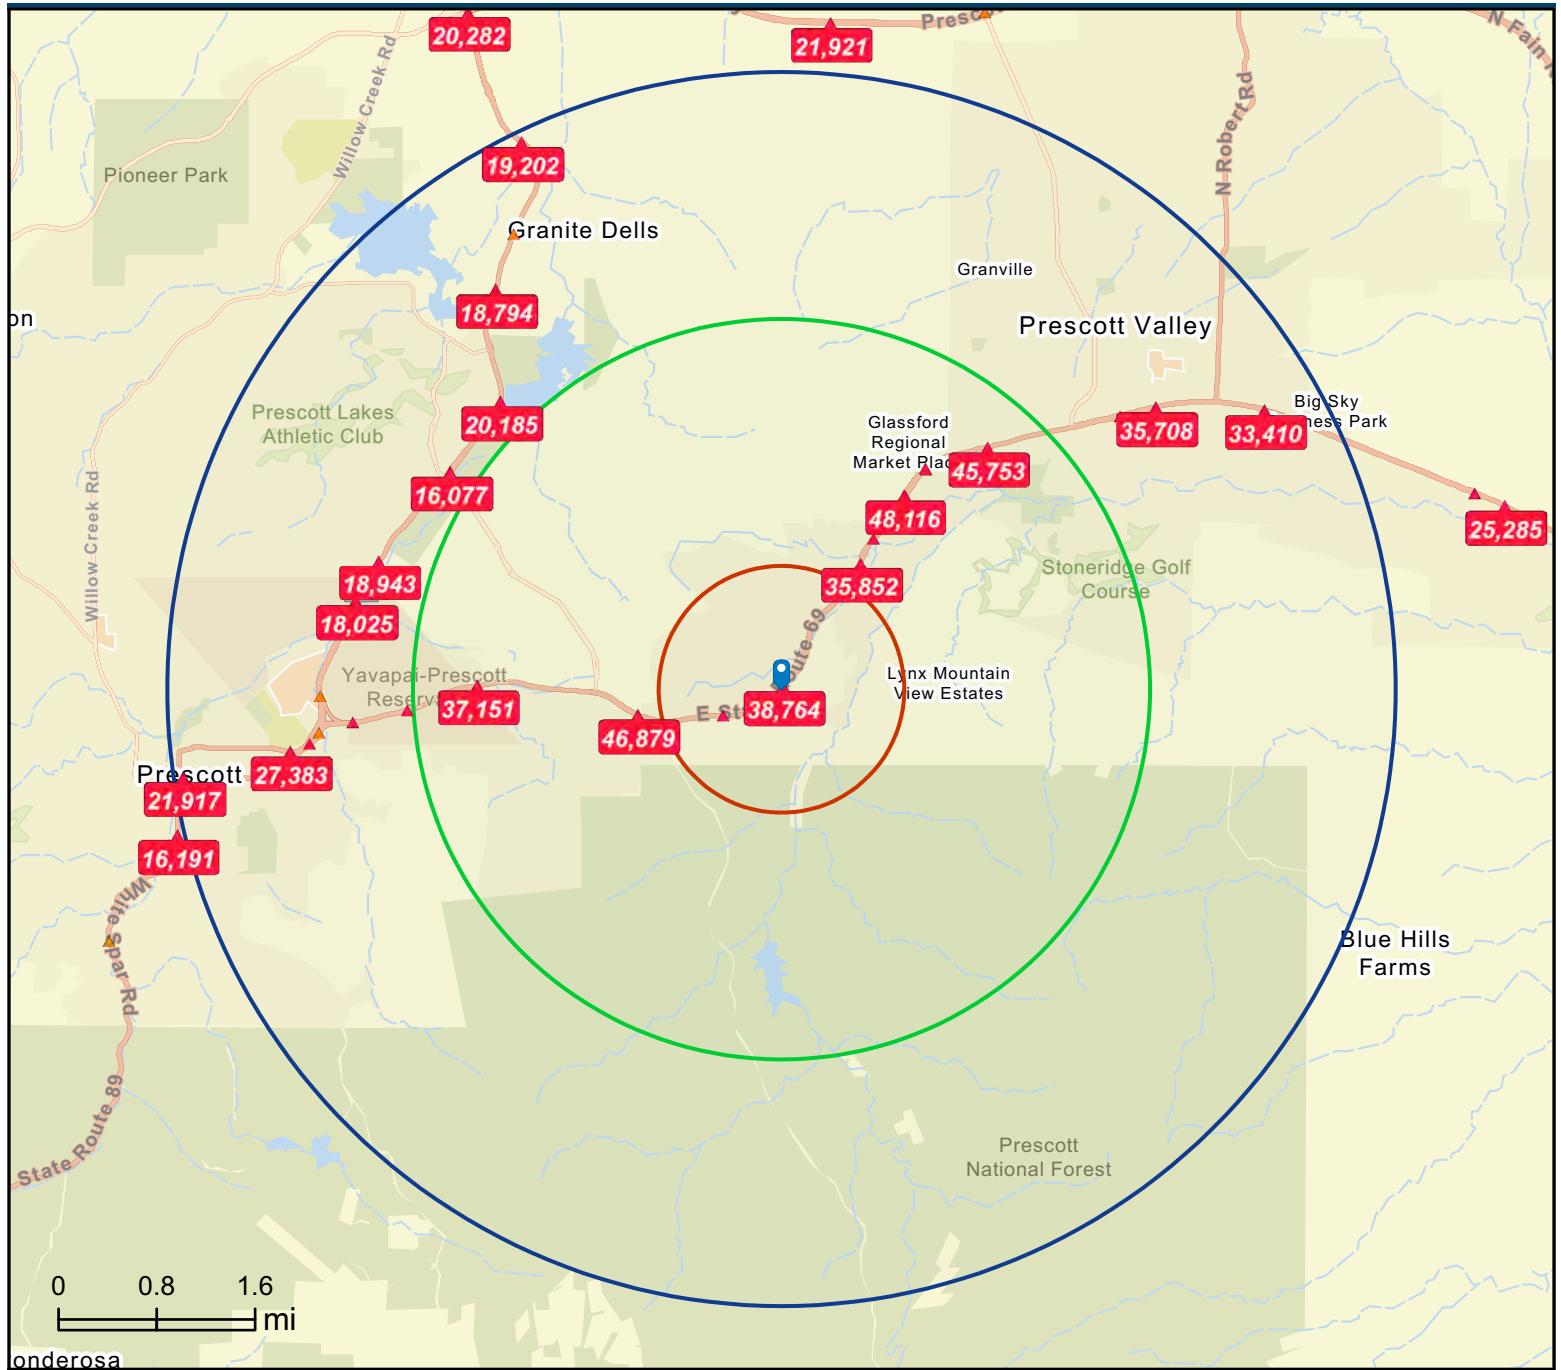 20,282
21,921
Presco
N Fain R
Willow Creek Rd
N Robert Rd
19,202
Pioneer Park
Granite Dells
Granville
18,794
on
Prescott Valley
Prescott Lakes
Athletic Club
20,185
Glassford
Regional
Market Plac
45,753
35,708
Big Sky
ness Park
33,410
16,077
48,116
25,285
Willow Creek Rd
18,943
18,025
35,852
Stoneridge Golf
Course
Yavapai-Prescott
Reserva
37,151
46,879
E Sta
oute 69
38,764
Lynx Mountain
View Estates
Prescott
27,383
21,917
16,191
White Spar Rd
Blue Hills
Farms
State Route 89
Prescott
National Forest
0 0.8 1.6
mi
onderosa